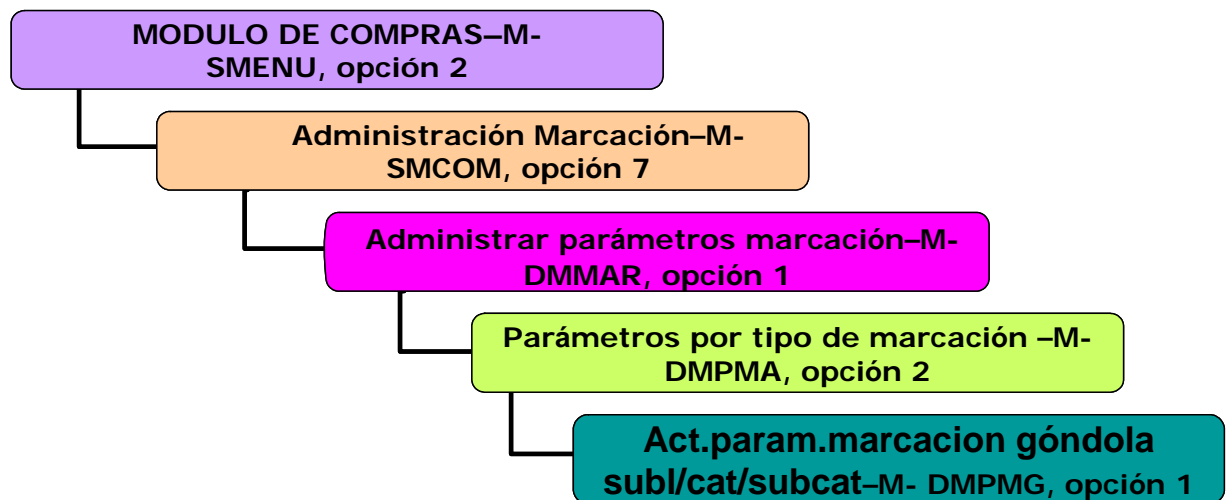 MODULO DE COMPRAS–M-
SMENU, opción 2
Administración Marcación–M-
SMCOM, opción 7
Administrar parámetros marcación–M-
DMMAR, opción 1
Parámetros por tipo de marcación –M-
DMPMA, opción 2
Act.param.marcacion góndola
subl/cat/subcat–M- DMPMG, opción 1